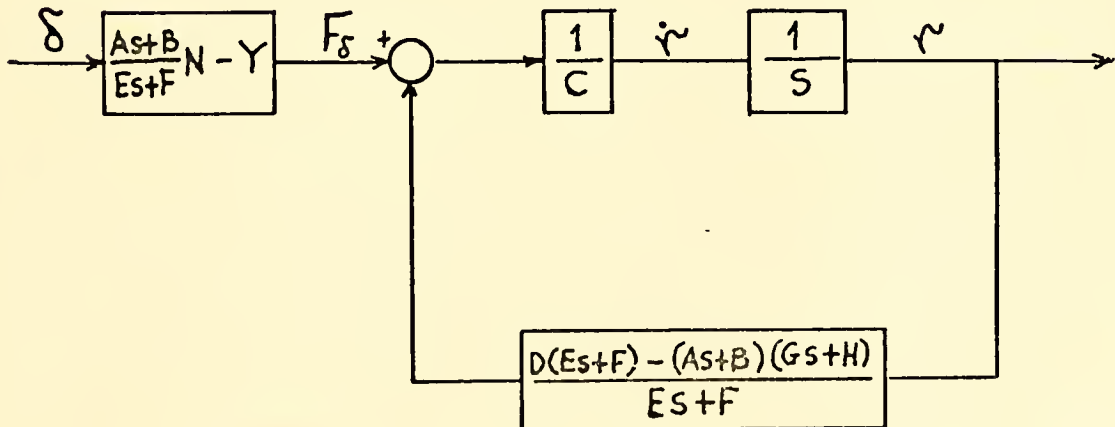 δ
As+B
Es+F
N - Y
F_δ
+
1
C
ṙ
1
S
r
D(Es+F) - (As+B)(Gs+H)
Es+F